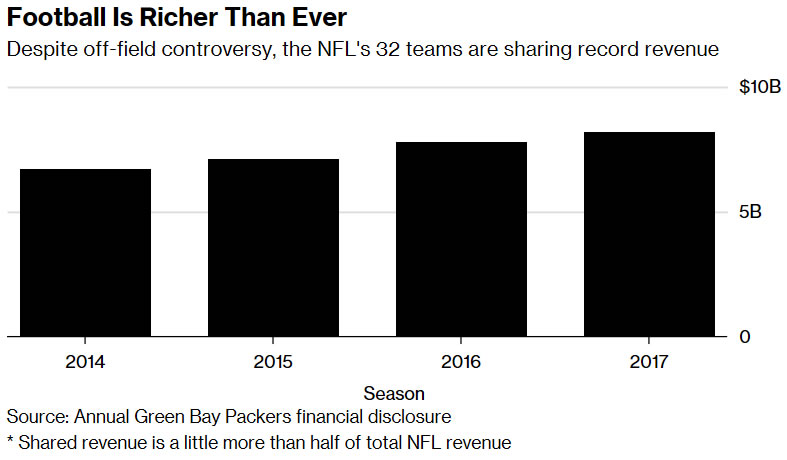 Football Is Richer Than Ever
Despite off-field controversy, the NFL's 32 teams are sharing record revenue
$10B
5B
0
2014 2015 2016 2017
Season
Source: Annual Green Bay Packers financial disclosure
* Shared revenue is a little more than half of total NFL revenue